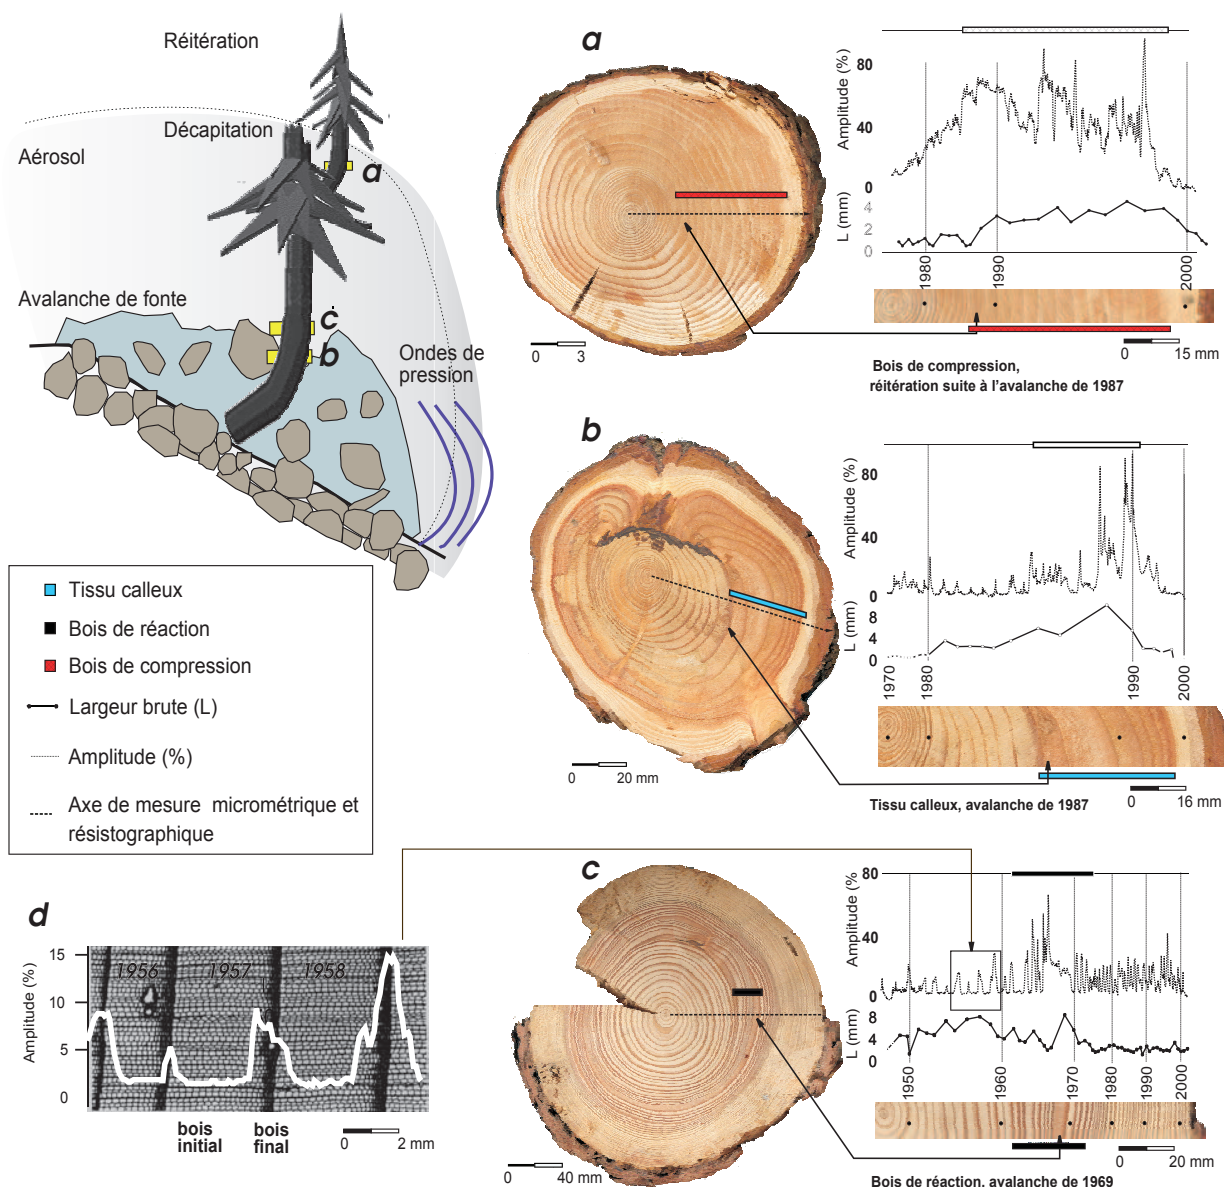 Réitération
Décapitation
Aérosol
a
Avalanche de fonte
c
b
Ondes de
pression
Tissu calleux
Bois de réaction
Bois de compression
Largeur brute (L)
Amplitude (%)
Axe de mesure micrométrique et
résistographique
a
0 3
Amplitude (%)
80
40
0
L (mm)
4
2
0
1980
1990
2000
0 15 mm
Bois de compression,
réitération suite à l’avalanche de 1987
b
0 20 mm
Amplitude (%)
80
40
0
L (mm)
8
4
0
1970
1980
1990
2000
0 16 mm
Tissu calleux, avalanche de 1987
c
0 40 mm
Amplitude (%
80
40
0
L (mm)
8
4
0
1950
1960
1970
1980
1990
2000
0 20 mm
Bois de réaction, avalanche de 1969
d
Amplitude (%)
15
10
5
0
1956 1957 1958
bois
initial
bois
final
0 2 mm